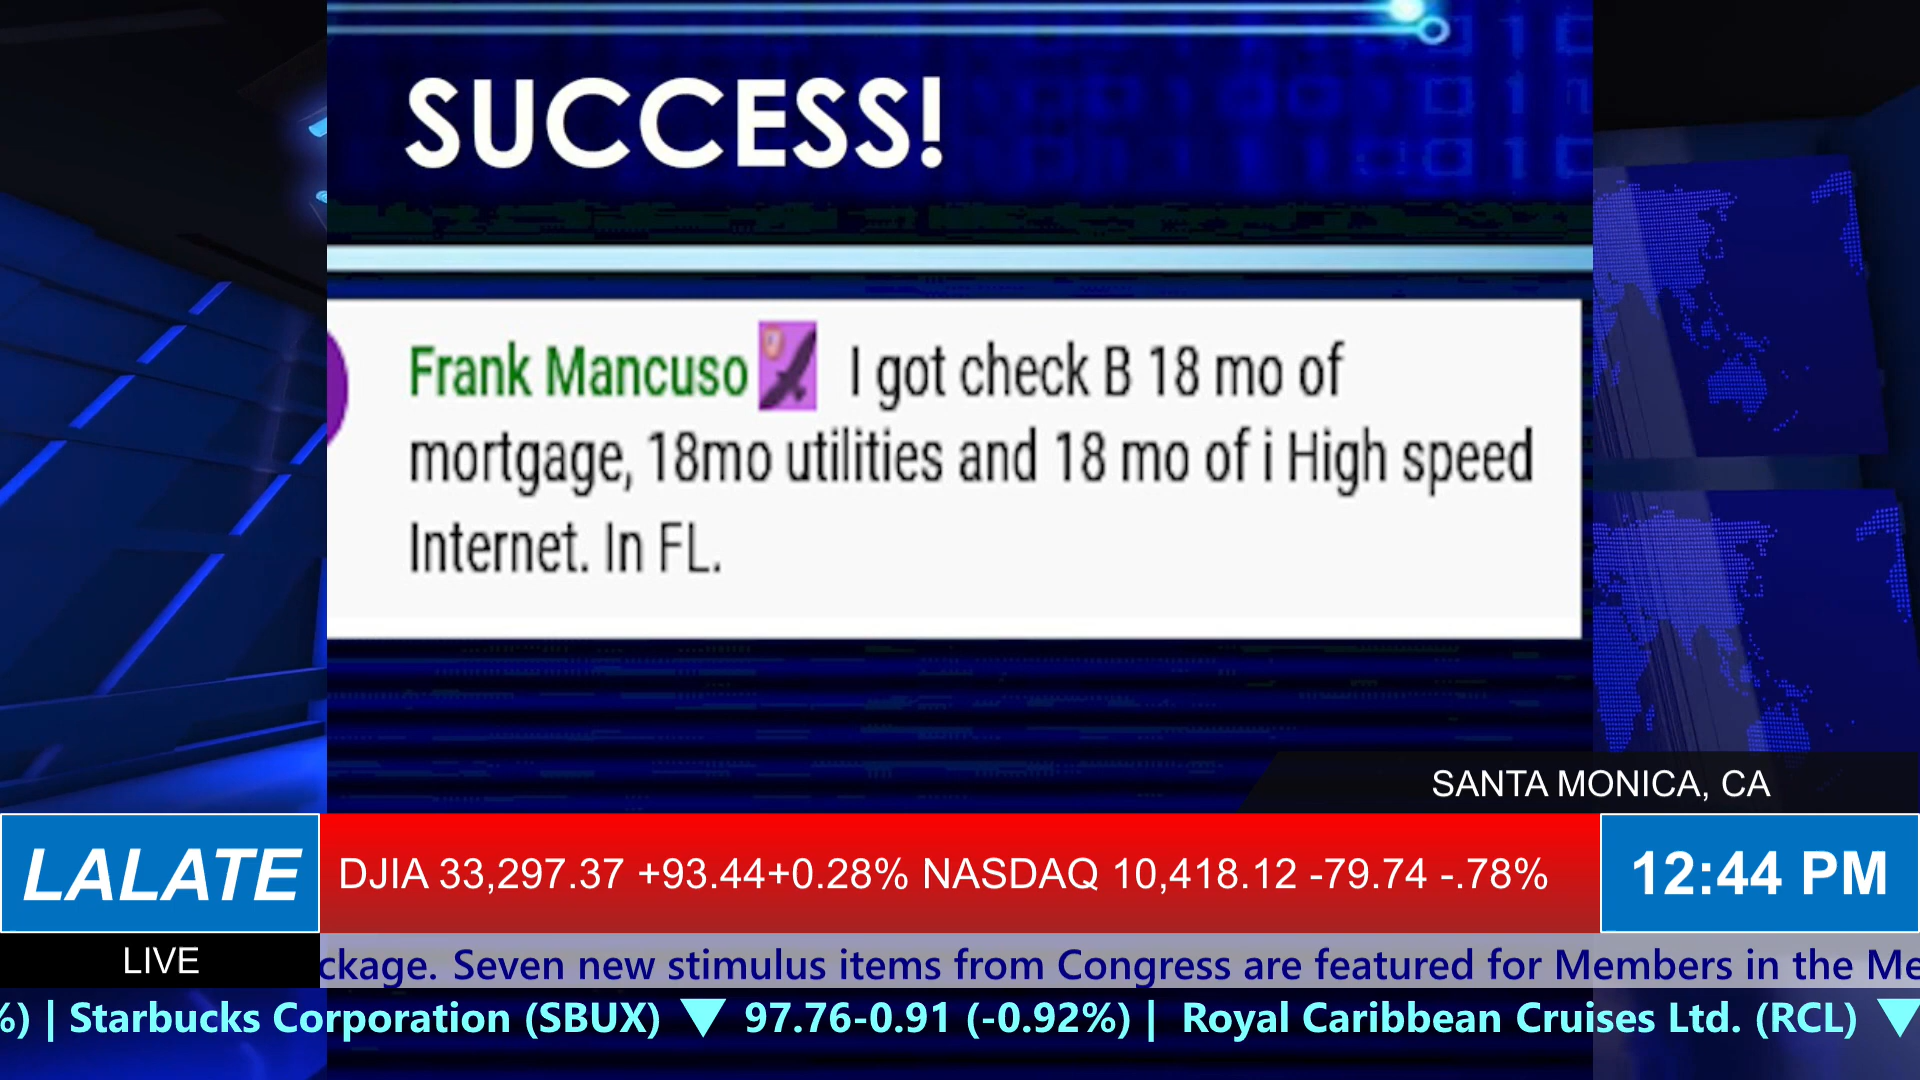 SUCCESS!
Frank Mancuso I got check B 18 mo of
mortgage, 18mo utilities and 18 mo of i High speed
Internet. In FL.
SANTA MONICA, CA
LALATE
DJIA 33,297.37 +93.44+0.28% NASDAQ 10,418.12 -79.74 -.78%
12:44 PM
LIVE
ckage. Seven new stimulus items from Congress are featured for Members in the Me
%) | Starbucks Corporation (SBUX) ▼ 97.76-0.91 (-0.92%) | Royal Caribbean Cruises Ltd. (RCL) ▼